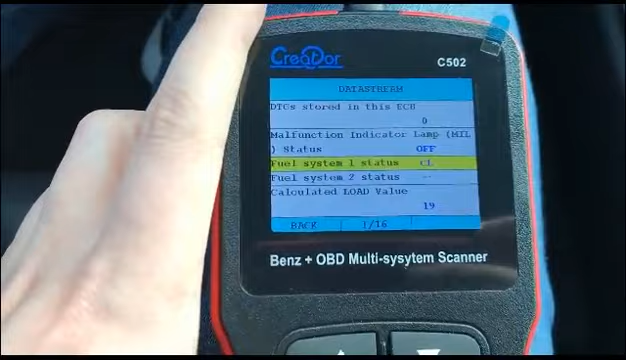 Creator
C502
DATASTREAM
DTCs stored in this ECU
0
Malfunction Indicator Lamp (MIL
) Status OFF
Fuel system 1 status CL
Fuel system 2 status --
Calculated LOAD Value
19
BACK 1/16
Benz + OBD Multi-sysytem Scanner